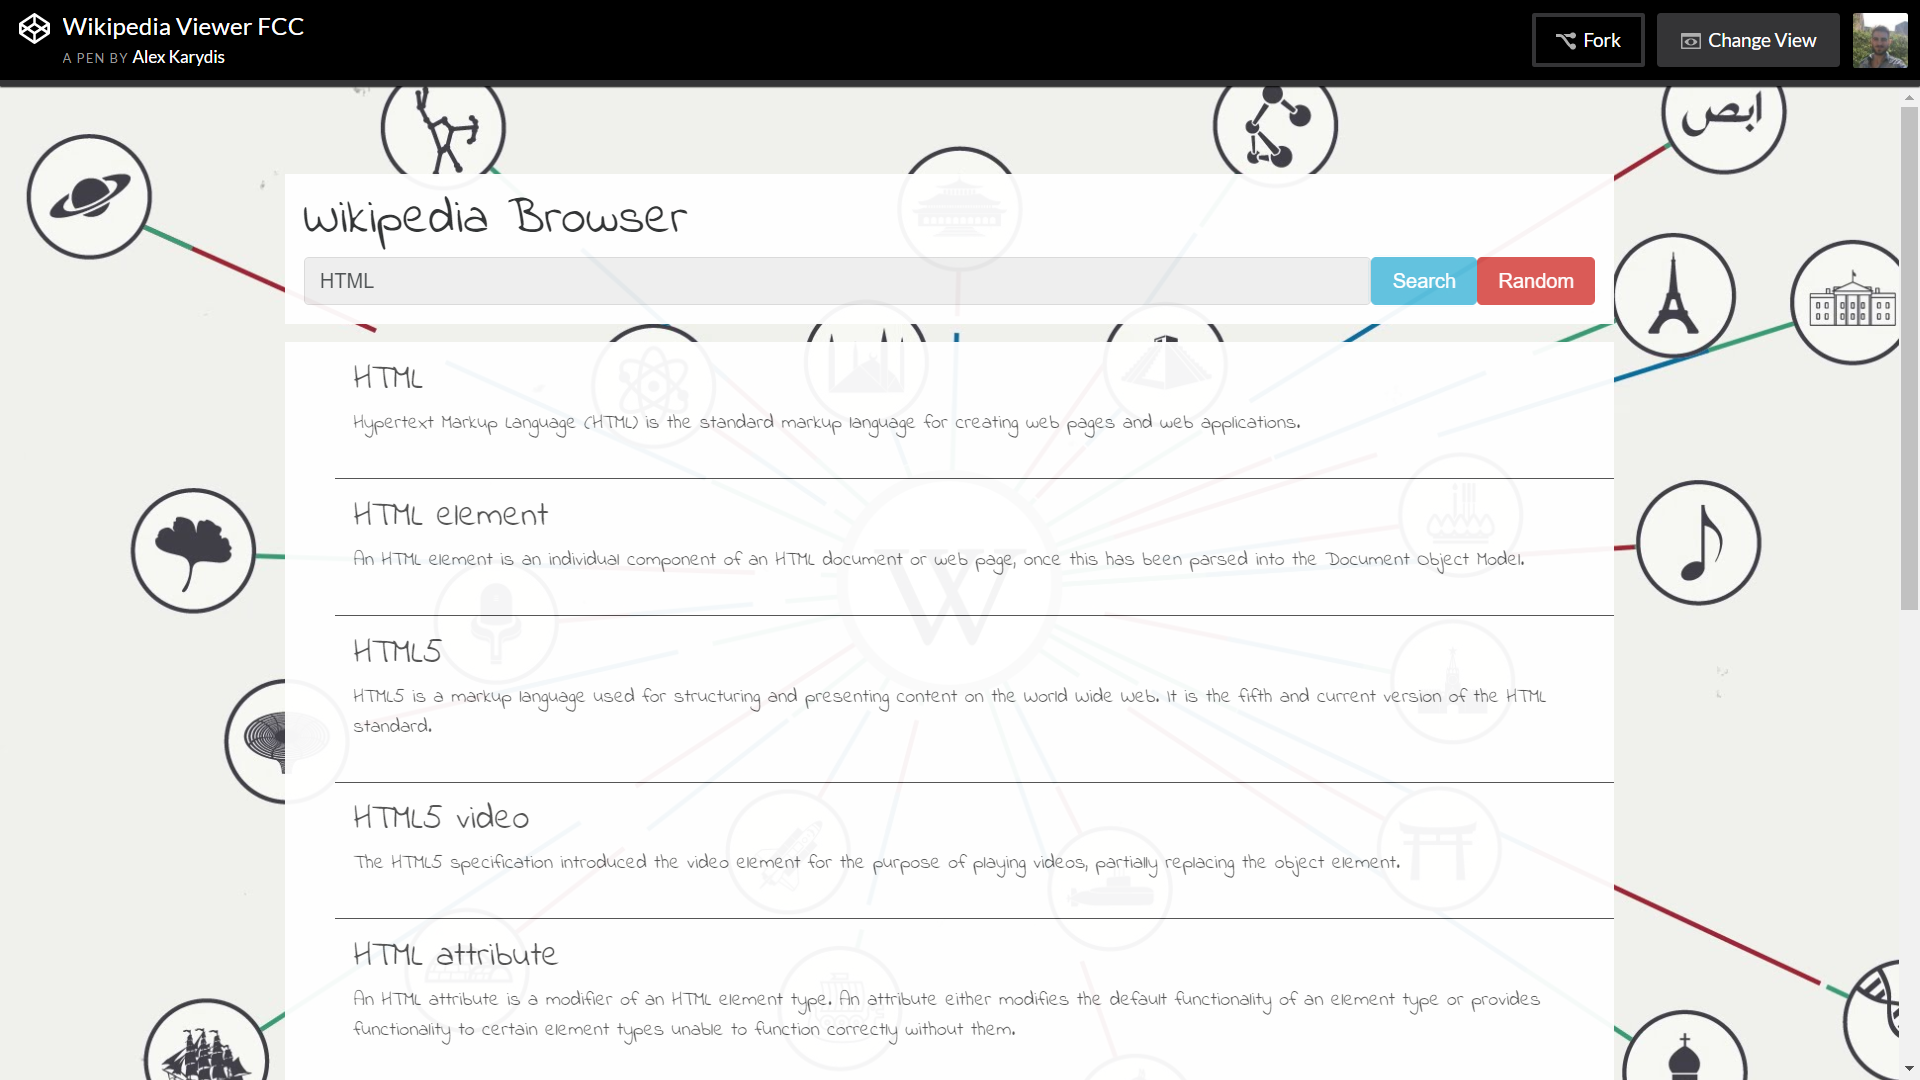 Wikipedia Viewer FCC
A PEN BY Alex Karydis
Fork
Change View
ابص
Wikipedia Browser
HTML
Search
Random
HTML
Hypertext Markup Language (HTML) is the standard markup language for creating web pages and web applications.
HTML element
An HTML element is an individual component of an HTML document or web page, once this has been parsed into the Document Object Model.
W
HTML5
HTML5 is a markup language used for structuring and presenting content on the World Wide Web. It is the fifth and current version of the HTML
standard.
HTML5 video
The HTML5 specification introduced the video element for the purpose of playing videos, partially replacing the object element.
HTML attribute
An HTML attribute is a modifier of an HTML element type. An attribute either modifies the default functionality of an element type or provides
functionality to certain element types unable to function correctly without them.